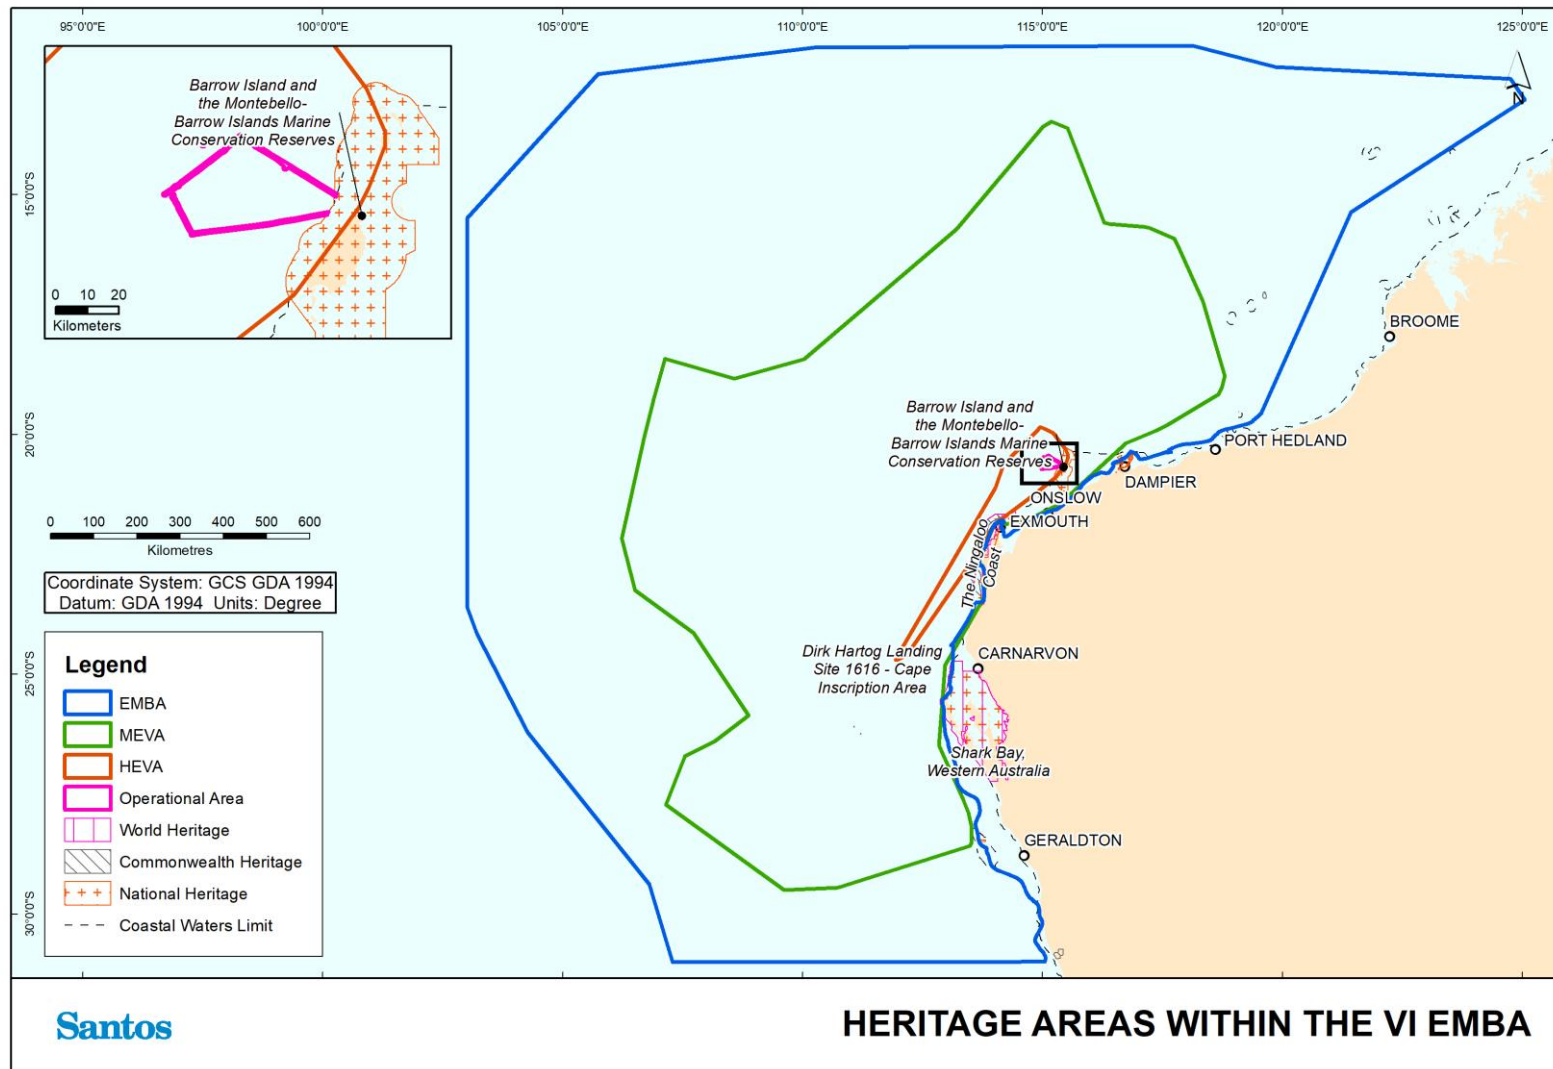 95°0'0"E
100°0'0"E
105°0'0"E
110°0'0"E
115°0'0"E
120°0'0"E
125°0'0"E
15°0'0"S
20°0'0"S
25°0'0"S
30°0'0"S
Barrow Island and
the Montebello-
Barrow Islands Marine
Conservation Reserves
0 10 20
Kilometers
N
BROOME
Barrow Island and
the Montebello-
Barrow Islands Marine
Conservation Reserves
PORT HEDLAND
DAMPIER
ONSLOW
EXMOUTH
The Ningaloo
Coast
Dirk Hartog Landing
Site 1616 - Cape
Inscription Area
CARNARVON
Shark Bay,
Western Australia
GERALDTON
0 100 200 300 400 500 600
Kilometres
Coordinate System: GCS GDA 1994
Datum: GDA 1994 Units: Degree
Legend
EMBA
MEVA
HEVA
Operational Area
World Heritage
Commonwealth Heritage
National Heritage
Coastal Waters Limit
Santos
HERITAGE AREAS WITHIN THE VI EMBA